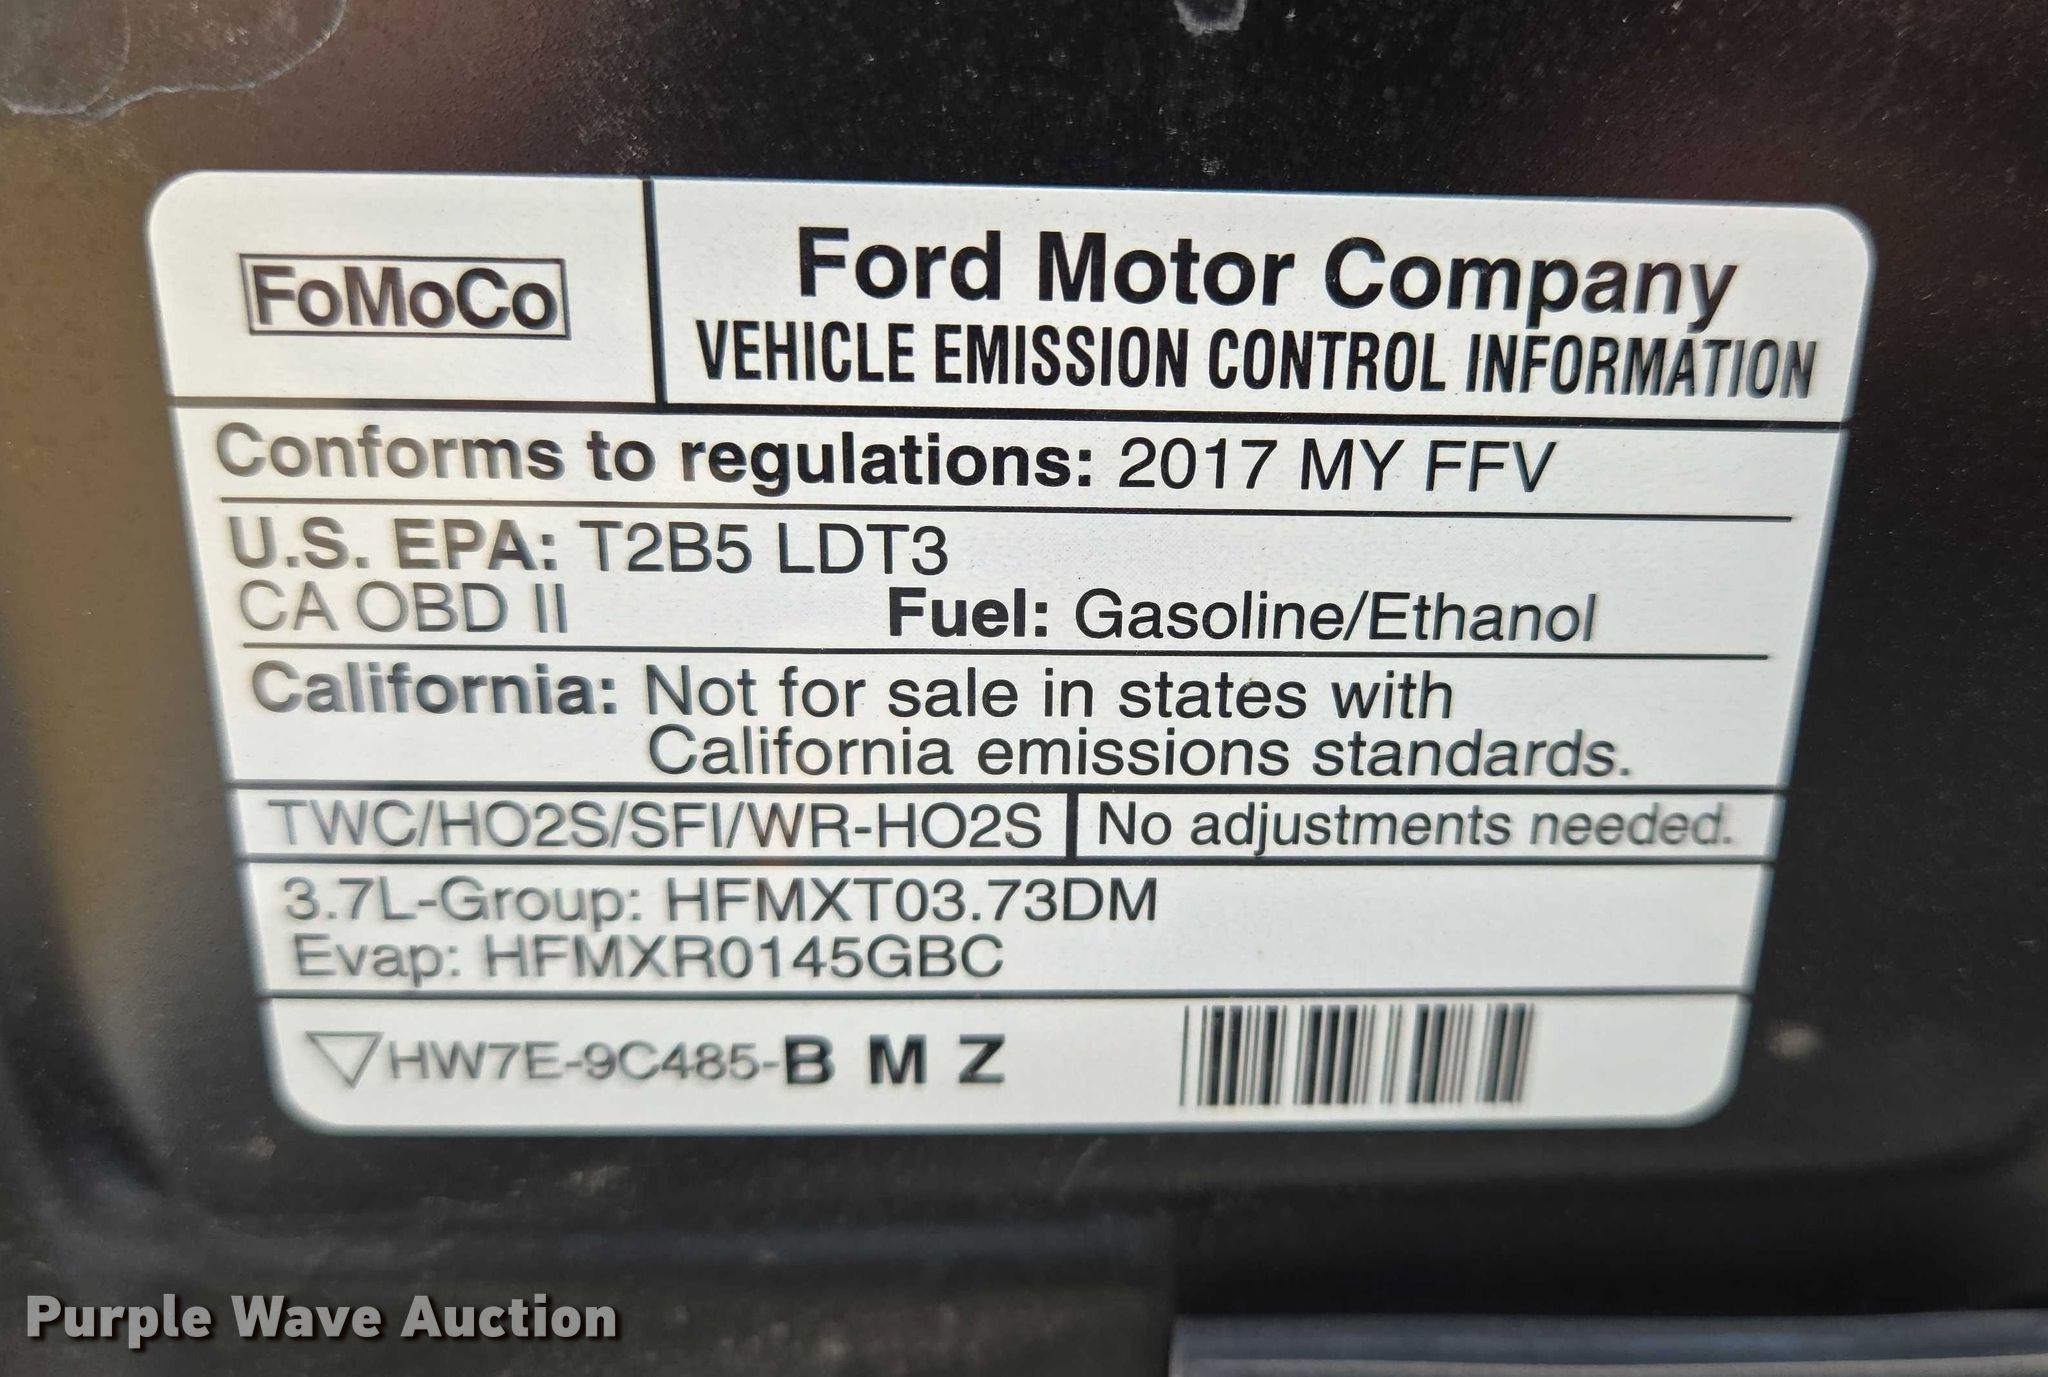 FoMoCo
Ford Motor Company
VEHICLE EMISSION CONTROL INFORMATION
Conforms to regulations: 2017 MY FFV
U.S. EPA: T2B5 LDT3
CA OBD II Fuel: Gasoline/Ethanol
California: Not for sale in states with
California emissions standards.
TWC/HO2S/SFI/WR-HO2S No adjustments needed.
3.7L-Group: HFMXT03.73DM
Evap: HFMXR0145GBC
HW7E-9C485-B M Z
Purple Wave Auction